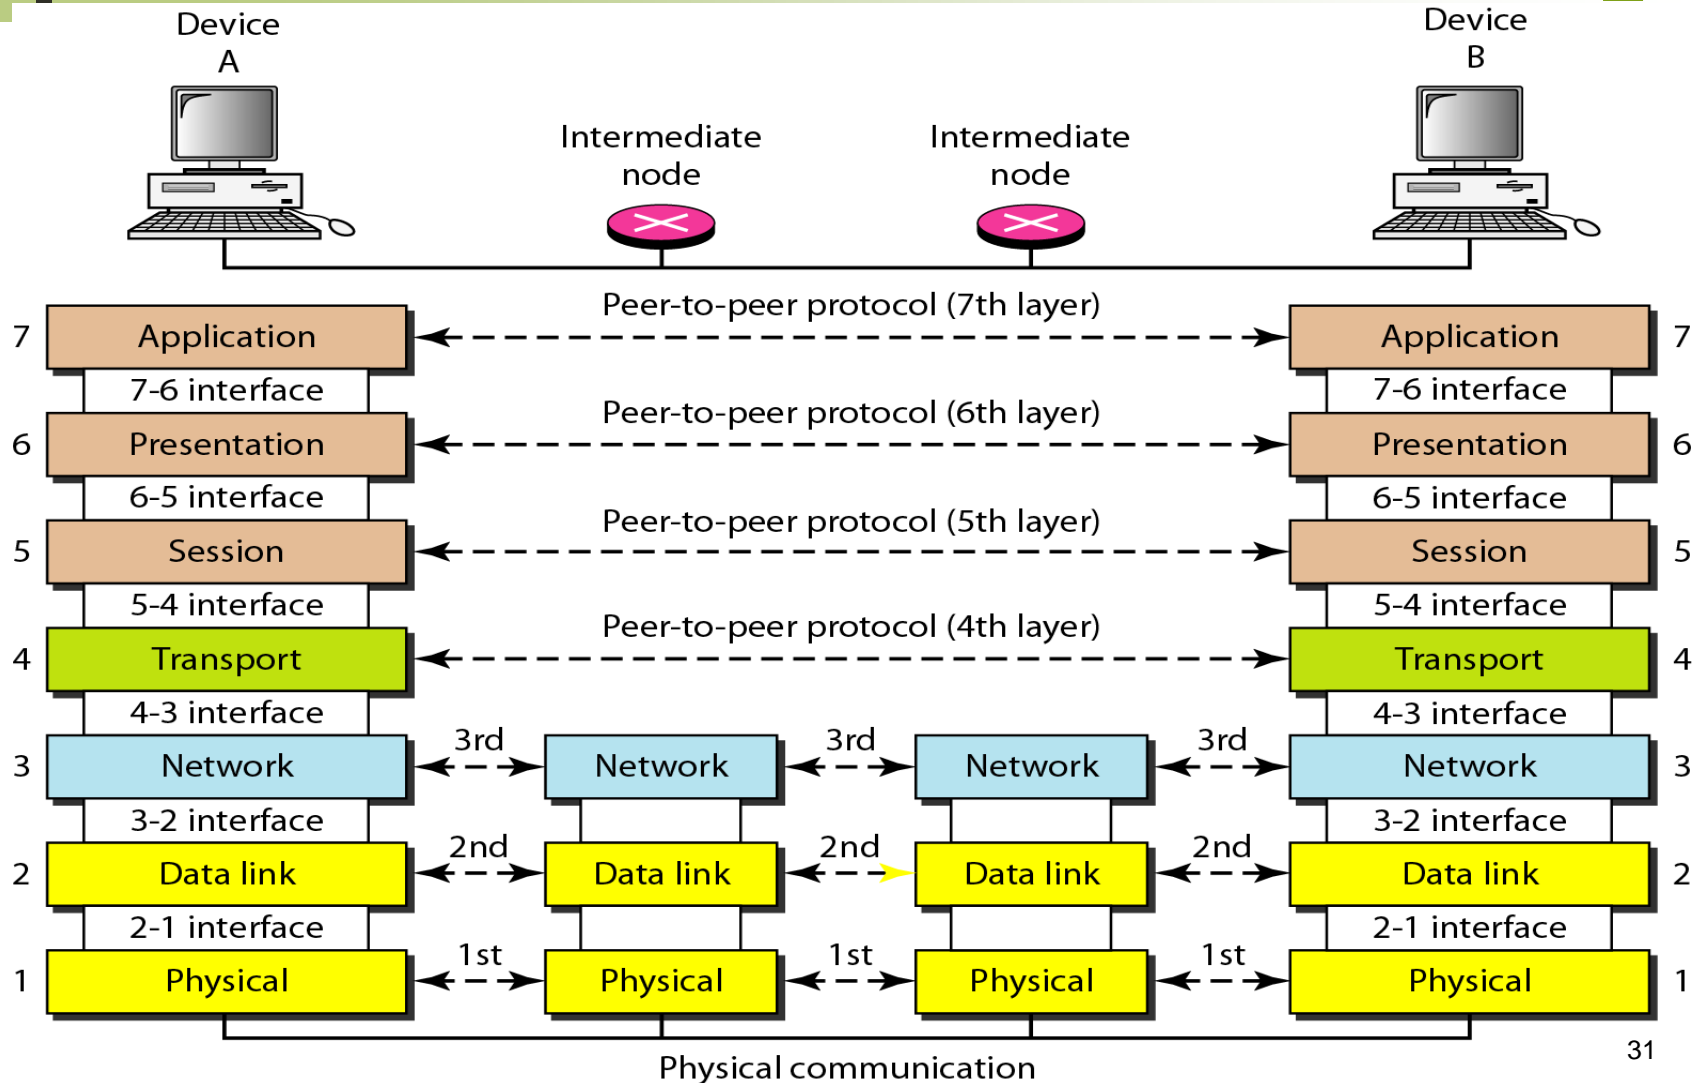 Device
A
Device
B
Intermediate
node
Intermediate
node
Peer-to-peer protocol (7th layer)
7 Application Application 7
7-6 interface 7-6 interface
Peer-to-peer protocol (6th layer)
6 Presentation Presentation 6
6-5 interface 6-5 interface
Peer-to-peer protocol (5th layer)
5 Session Session 5
5-4 interface 5-4 interface
Peer-to-peer protocol (4th layer)
4 Transport Transport 4
4-3 interface 4-3 interface
3rd 3rd 3rd
3 Network Network Network Network 3
3-2 interface 3-2 interface
2nd 2nd 2nd
2 Data link Data link Data link Data link 2
2-1 interface 2-1 interface
1st 1st 1st
1 Physical Physical Physical Physical 1
Physical communication
31